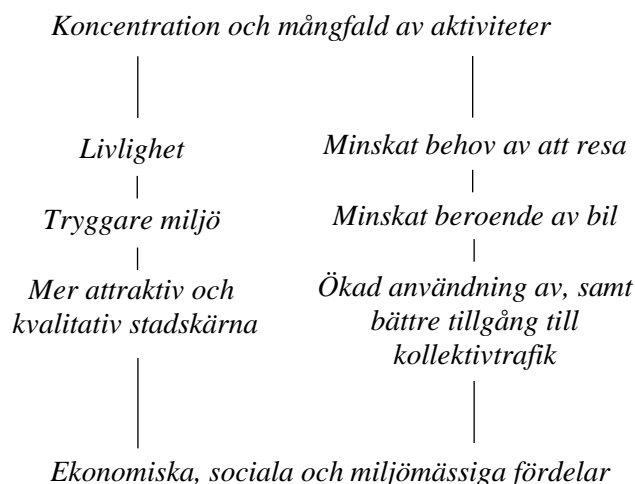 Koncentration och mångfald av aktiviteter
Livlighet
Tryggare miljö
Mer attraktiv och
kvalitativ stadskärna
Minskat behov av att resa
Minskat beroende av bil
Ökad användning av, samt
bättre tillgång till
kollektivtrafik
Ekonomiska, sociala och miljömässiga fördelar